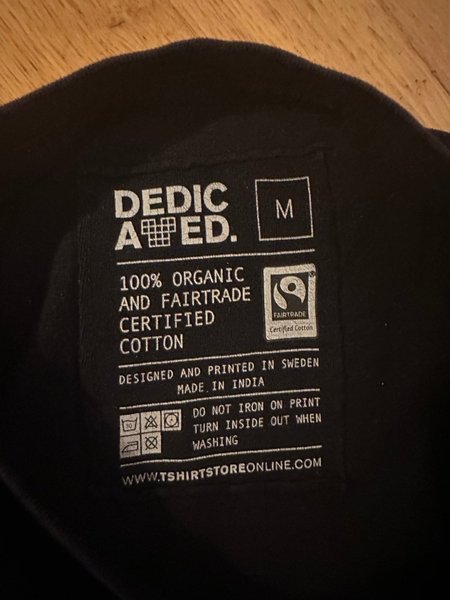 DEDIC
ATED.
M
100% ORGANIC
AND FAIRTRADE
CERTIFIED
COTTON
FAIRTRADE
Certified Cotton
DESIGNED AND PRINTED IN SWEDEN
MADE IN INDIA
DO NOT IRON ON PRINT
TURN INSIDE OUT WHEN
WASHING
WWW.TSHIRTSTOREONLINE.COM